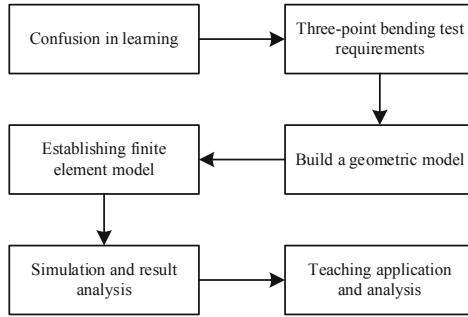 Confusion in learning
Three-point bending test
requirements
Build a geometric model
Establishing finite
element model
Simulation and result
analysis
Teaching application
and analysis